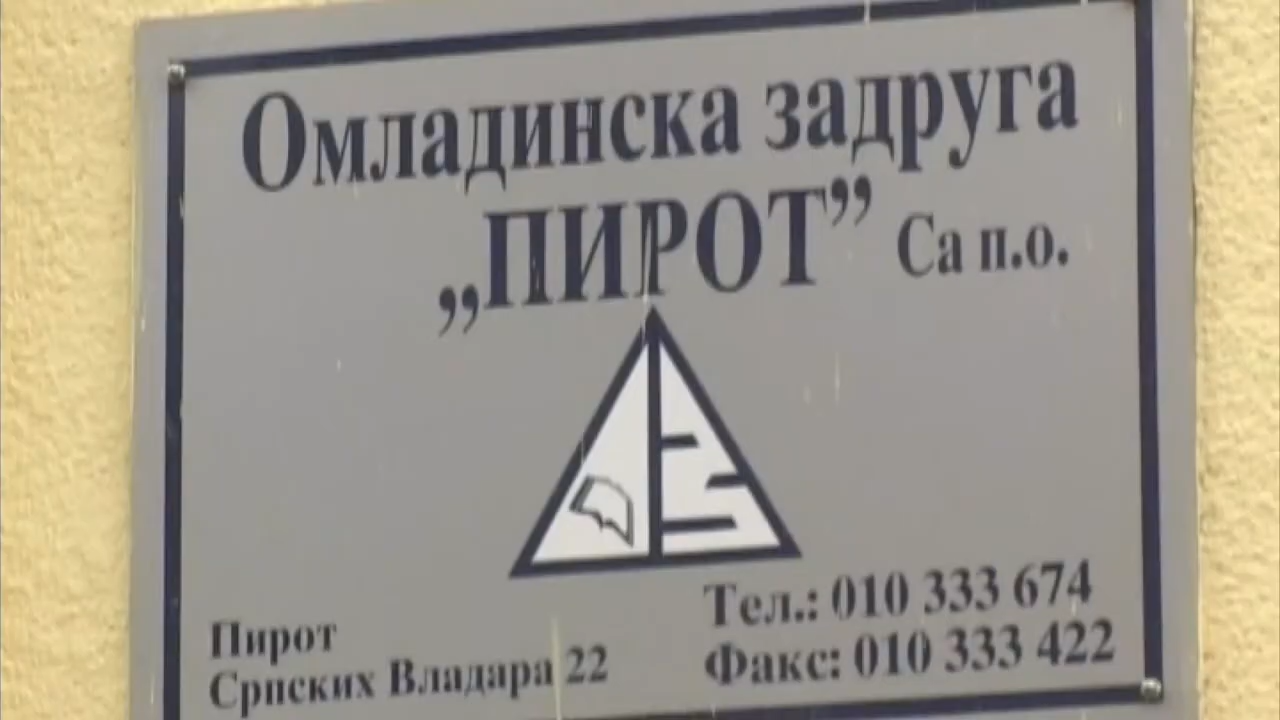 Омладинска задруга
„ПИРОТ” Са п.о.
Пирот
Српских Владара 22
Тел.: 010 333 674
Факс: 010 333 422